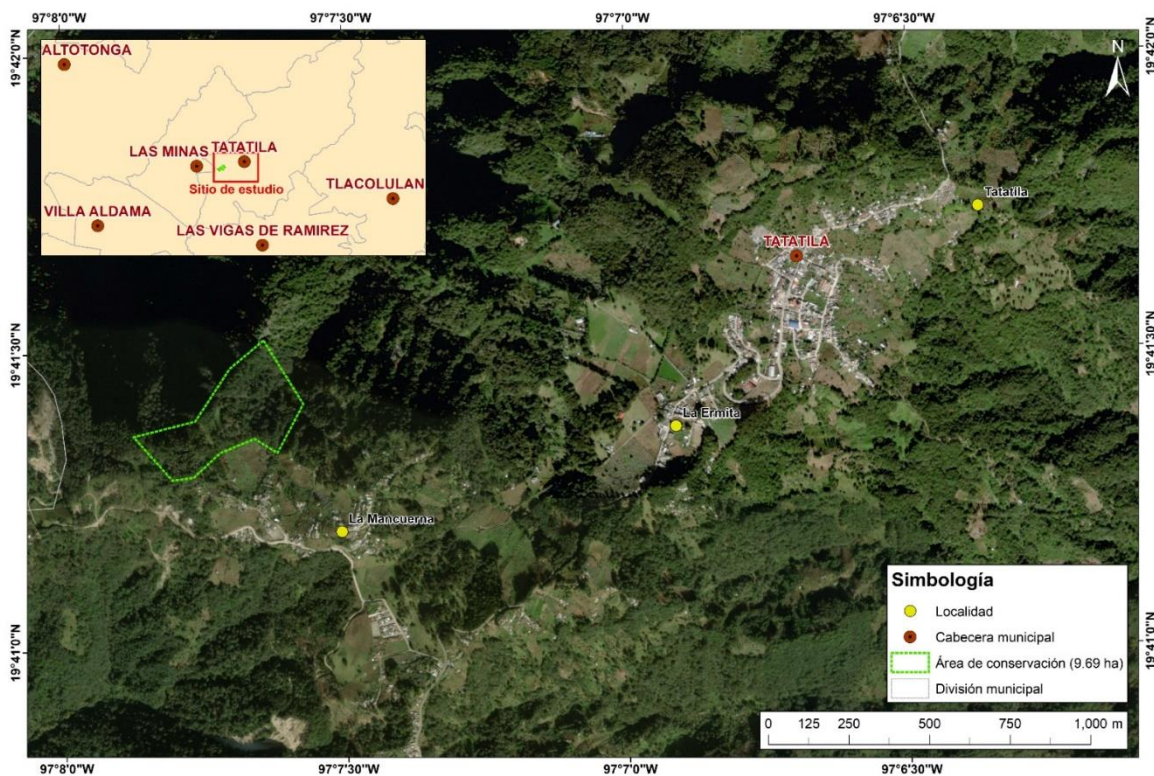 97°8'0"W 97°7'30"W 97°7'0"W 97°6'30"W
19°42'0"N
19°42'0"N
ALTOTONGA
LAS MINAS
TATATILA
Sitio de estudio
TLACOLULAN
VILLA ALDAMA
LAS VIGAS DE RAMIREZ
N
Tatatila
TATATILA
19°41'30"N
19°41'30"N
La Ermita
La Mancuerna
19°41'0"N
19°41'0"N
Simbología
Localidad
Cabecera municipal
Área de conservación (9.69 ha)
División municipal
0 125 250 500 750 1,000 m
97°8'0"W 97°7'30"W 97°7'0"W 97°6'30"W